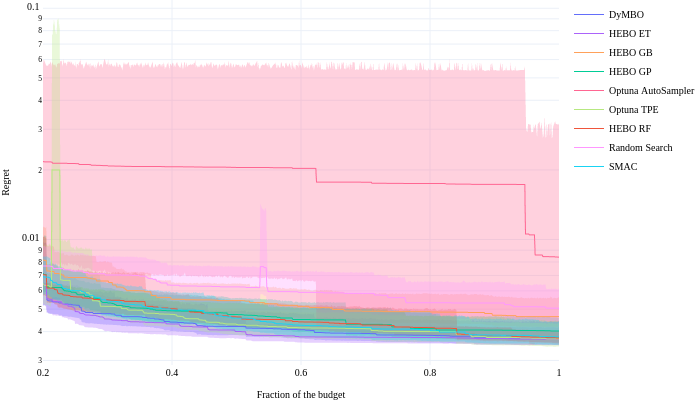 0.1
9
8
7
6
5
4
3
2
0.01
9
8
7
6
5
4
3
0.2
0.4
0.6
0.8
1
Regret
Fraction of the budget
DyMBO
HEBO ET
HEBO GB
HEBO GP
Optuna AutoSampler
Optuna TPE
HEBO RF
Random Search
SMAC